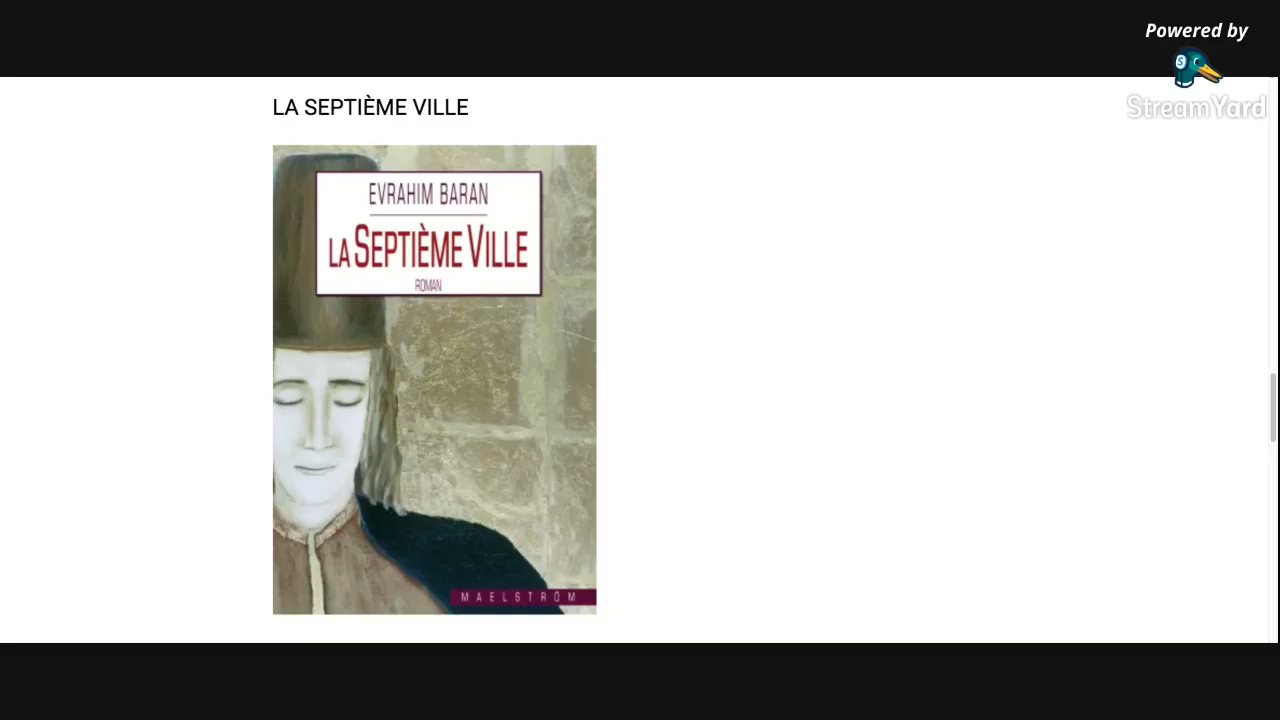 Powered by
StreamYard
LA SEPTIÈME VILLE
EVRAHIM BARAN
LA SEPTIÈME VILLE
ROMAN
MAELSTRÖM